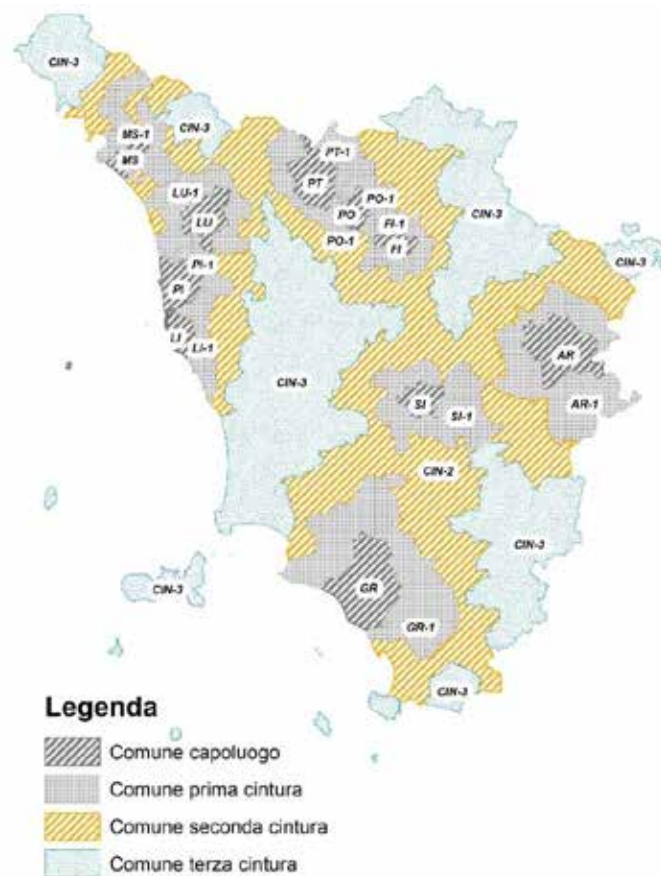 CIN-3
MS-1
CIN-3
MS
PT-1
PT
LU-1
PO-1
LU
PO
FI-1
CIN-3
PO-1
FI
CIN-3
PI-1
PI
LI
LI-1
AR
CIN-3
SI
SI-1
AR-1
CIN-2
CIN-3
CIN-3
GR
GR-1
CIN-3
Legenda
Comune capoluogo
Comune prima cintura
Comune seconda cintura
Comune terza cintura